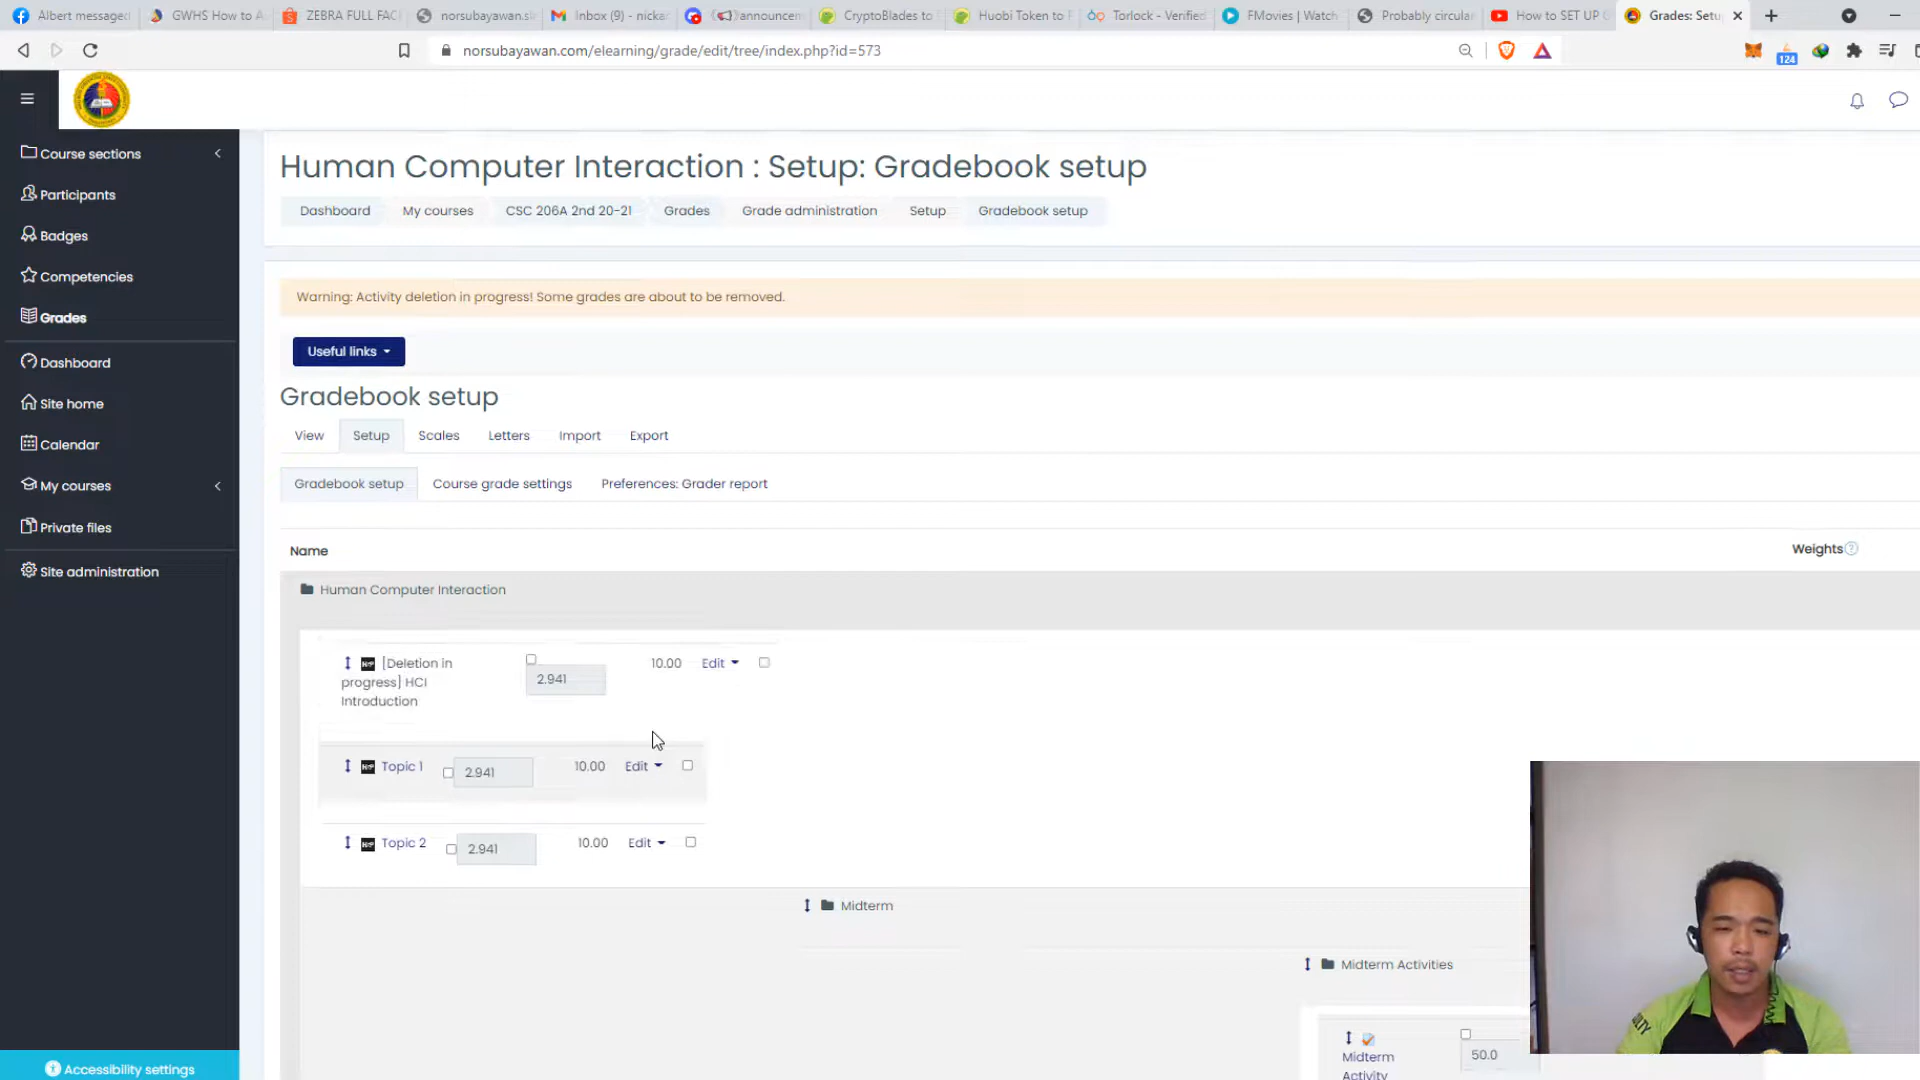 Albert messaged
GWHS How to A
ZEBRA FULL FAC
norsubayawan.si
Inbox (9) - nicka
announcem
CryptoBlades to
Huobi Token to
Torlock - Verified
FMovies | Watch
Probably circular
How to SET UP
Grades: Setu
norsubayawan.com/elearning/grade/edit/tree/index.php?id=573
124
Course sections
Participants
Badges
Competencies
Grades
Dashboard
Site home
Calendar
My courses
Private files
Site administration
Accessibility settings
Human Computer Interaction : Setup: Gradebook setup
Dashboard My courses CSC 206A 2nd 20-21 Grades Grade administration Setup Gradebook setup
Warning: Activity deletion in progress! Some grades are about to be removed.
Useful links
Gradebook setup
View Setup Scales Letters Import Export
Gradebook setup Course grade settings Preferences: Grader report
Name Weights
Human Computer Interaction
[Deletion in
progress] HCI
Introduction
2.941 10.00 Edit
Topic 1 2.941 10.00 Edit
Topic 2 2.941 10.00 Edit
Midterm
Midterm Activities
Midterm
Activity
50.0